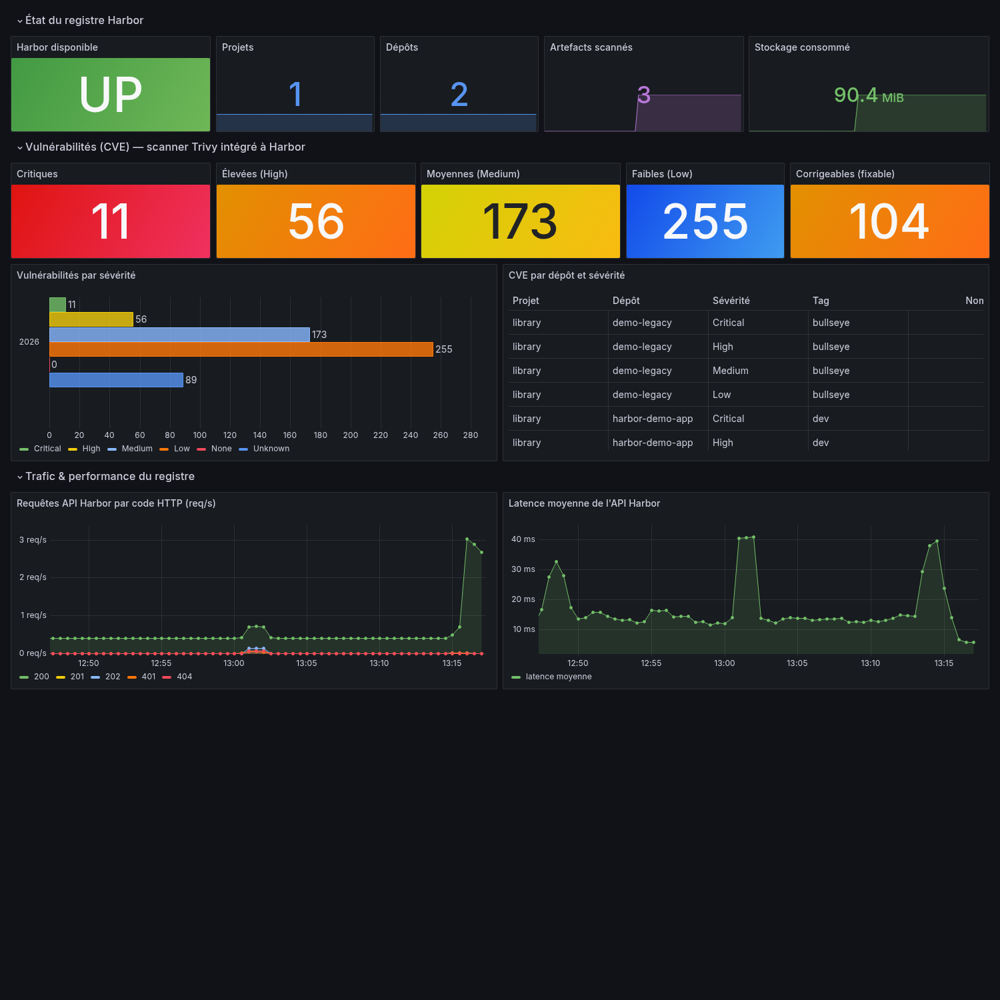 État du registre Harbor
Harbor disponible
UP
Projets
1
Dépôts
2
Artefacts scannés
3
Stockage consommé
90.4 MiB
Vulnérabilités (CVE) — scanner Trivy intégré à Harbor
Critiques
11
Élevées (High)
56
Moyennes (Medium)
173
Faibles (Low)
255
Corrigeables (fixable)
104
Vulnérabilités par sévérité
11
56
173
255
0
89
2026
0 20 40 60 80 100 120 140 160 180 200 220 240 260 280
Critical High Medium Low None Unknown
CVE par dépôt et sévérité
Projet Dépôt Sévérité Tag Non
library demo-legacy Critical bullseye
library demo-legacy High bullseye
library demo-legacy Medium bullseye
library demo-legacy Low bullseye
library harbor-demo-app Critical dev
library harbor-demo-app High dev
Trafic & performance du registre
Requêtes API Harbor par code HTTP (req/s)
3 req/s
2 req/s
1 req/s
0 req/s
12:50 12:55 13:00 13:05 13:10 13:15
200 201 202 401 404
Latence moyenne de l'API Harbor
40 ms
30 ms
20 ms
10 ms
12:50 12:55 13:00 13:05 13:10 13:15
latence moyenne